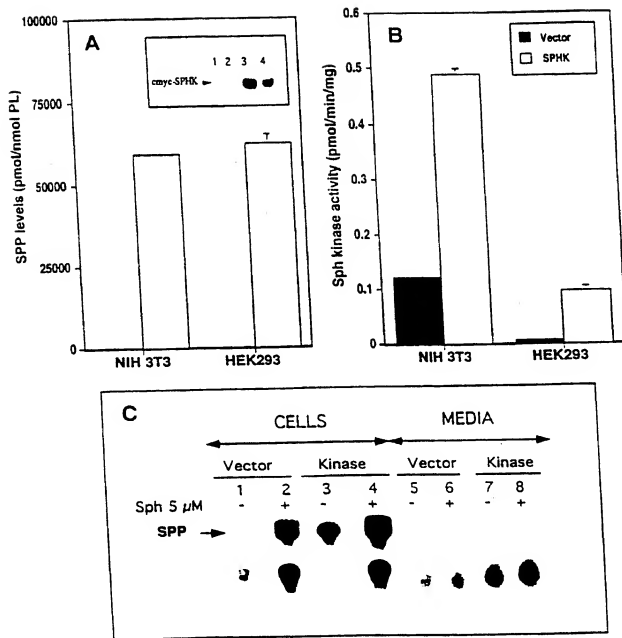 A
1 2 3 4
cmyc-SPHK
SPP levels (pmol/nmol PL)
100000
75000
50000
25000
0
NIH 3T3 HEK293
B
Vector
SPHK
Sph kinase activity (pmol/min/mg)
0.6
0.5
0.4
0.3
0.2
0.1
0
NIH 3T3 HEK293
C
CELLS MEDIA
Vector Kinase Vector Kinase
1 2 3 4 5 6 7 8
Sph 5 µM - + - + - + - +
SPP